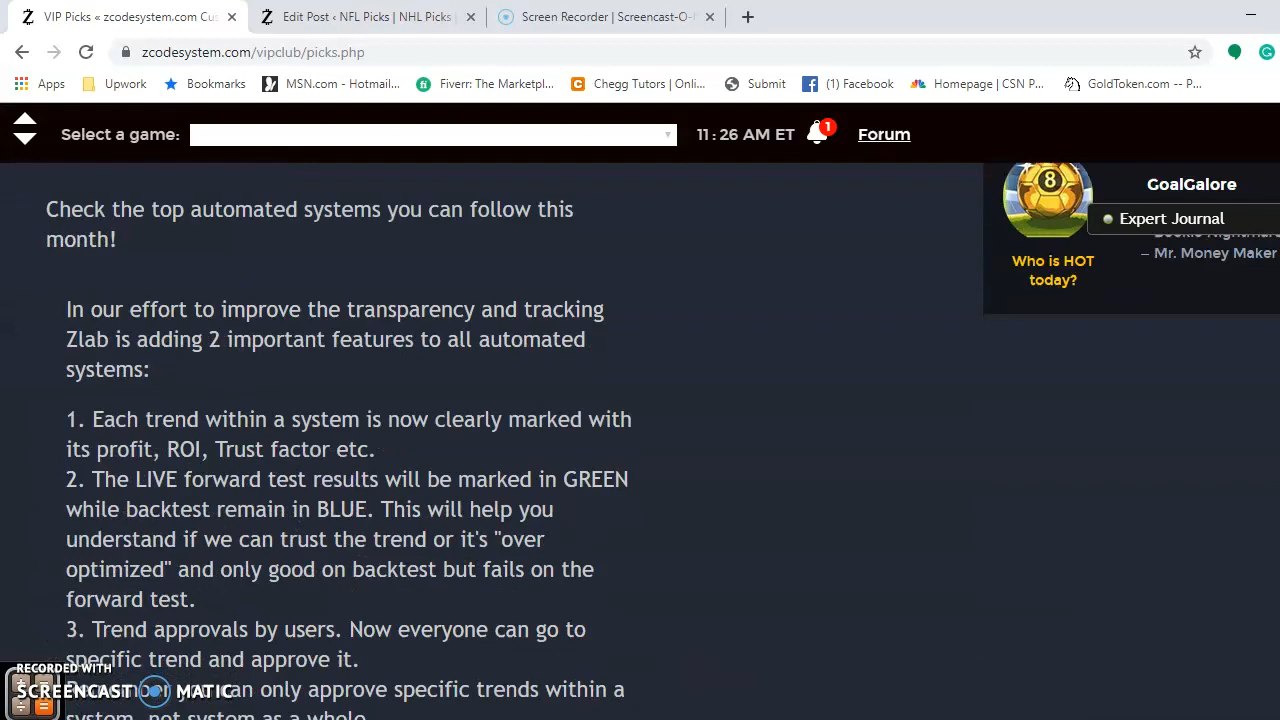 VIP Picks « zcodesystem.com Cus
Edit Post ‹ NFL Picks | NHL Picks |
Screen Recorder | Screencast-O-
zcodesystem.com/vipclub/picks.php
Apps
Upwork
Bookmarks
MSN.com - Hotmail...
Fiverr: The Marketpl...
Chegg Tutors | Onli...
Submit
(1) Facebook
Homepage | CSN P...
GoldToken.com -- P...
Select a game:
11:26 AM ET
1
Forum
Check the top automated systems you can follow this
month!
8
GoalGalore
Expert Journal
– Mr. Money Maker
Who is HOT
today?
In our effort to improve the transparency and tracking
Zlab is adding 2 important features to all automated
systems:
1. Each trend within a system is now clearly marked with
its profit, ROI, Trust factor etc.
2. The LIVE forward test results will be marked in GREEN
while backtest remain in BLUE. This will help you
understand if we can trust the trend or it's "over
optimized" and only good on backtest but fails on the
forward test.
3. Trend approvals by users. Now everyone can go to
specific trend and approve it.
can only approve specific trends within a
system, not system as a whole
RECORDED WITH
SCREENCAST MATIC